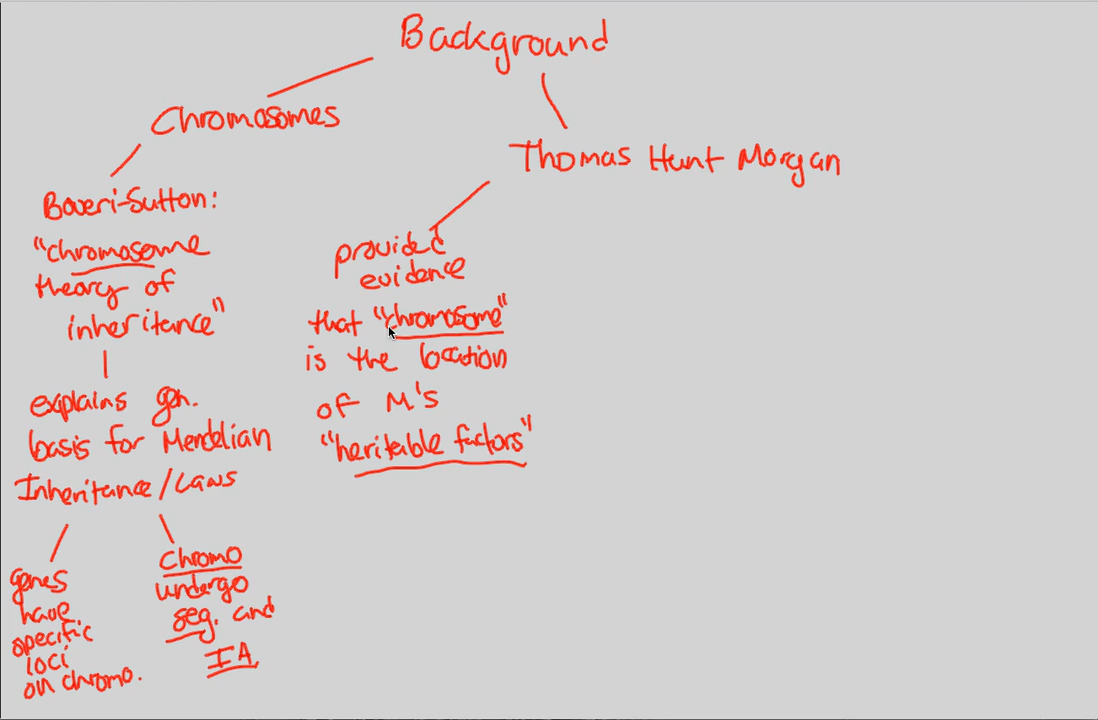 Background
Chromosomes
Thomas Hunt Morgan
Boveri-Sutton:
"chromosome
theory of
inheritance"
explains gen.
basis for Mendelian
Inheritance/Laws
genes
have
specific
loci
on chromo.
chromo
undergo
seg. and
IA
provided
evidence
that "chromosome"
is the location
of M's
"heritable factors"